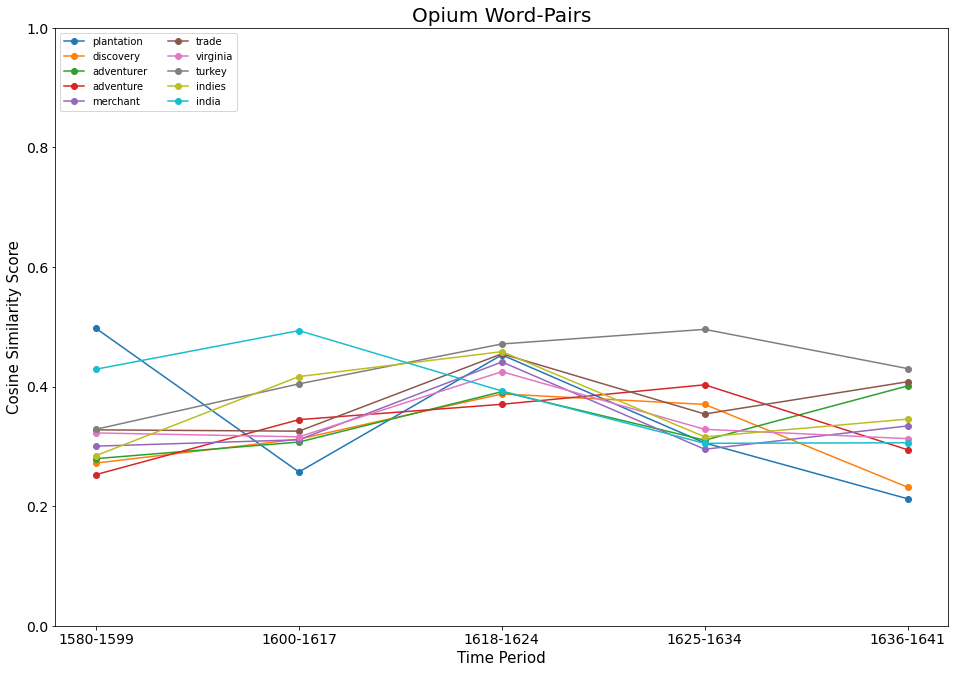 Opium Word-Pairs
plantation trade
discovery virginia
adventurer turkey
adventure indies
merchant india
Cosine Similarity Score
1.0
0.8
0.6
0.4
0.2
0.0
1580-1599 1600-1617 1618-1624 1625-1634 1636-1641
Time Period